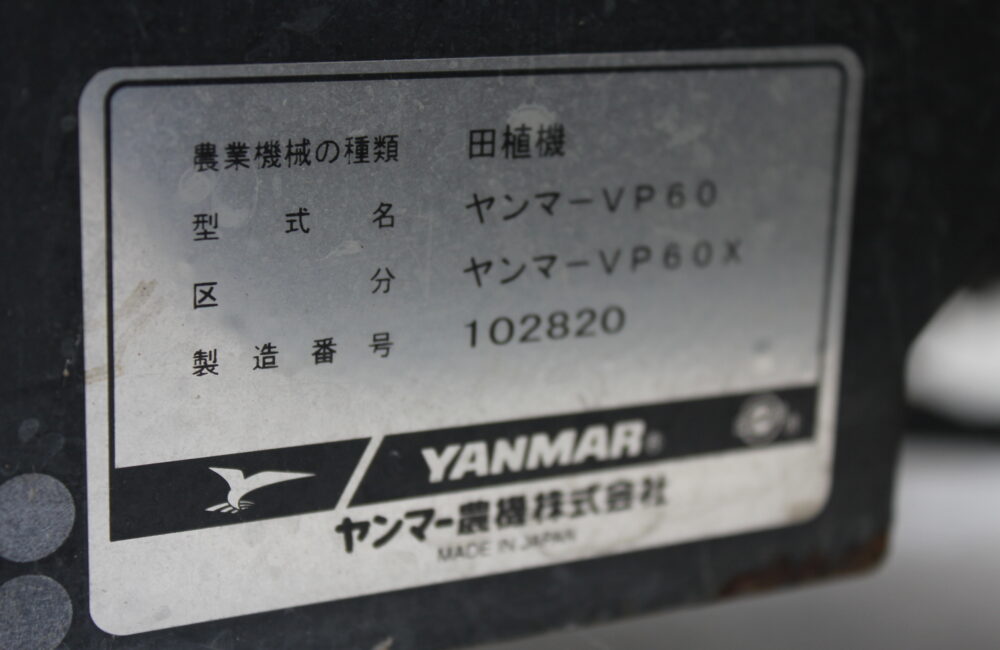 農業機械の種類 田植機
型式名 ヤンマーVP60
区分 ヤンマーVP60X
製造番号 102820
YANMAR®
ヤンマー農機株式会社
MADE IN JAPAN